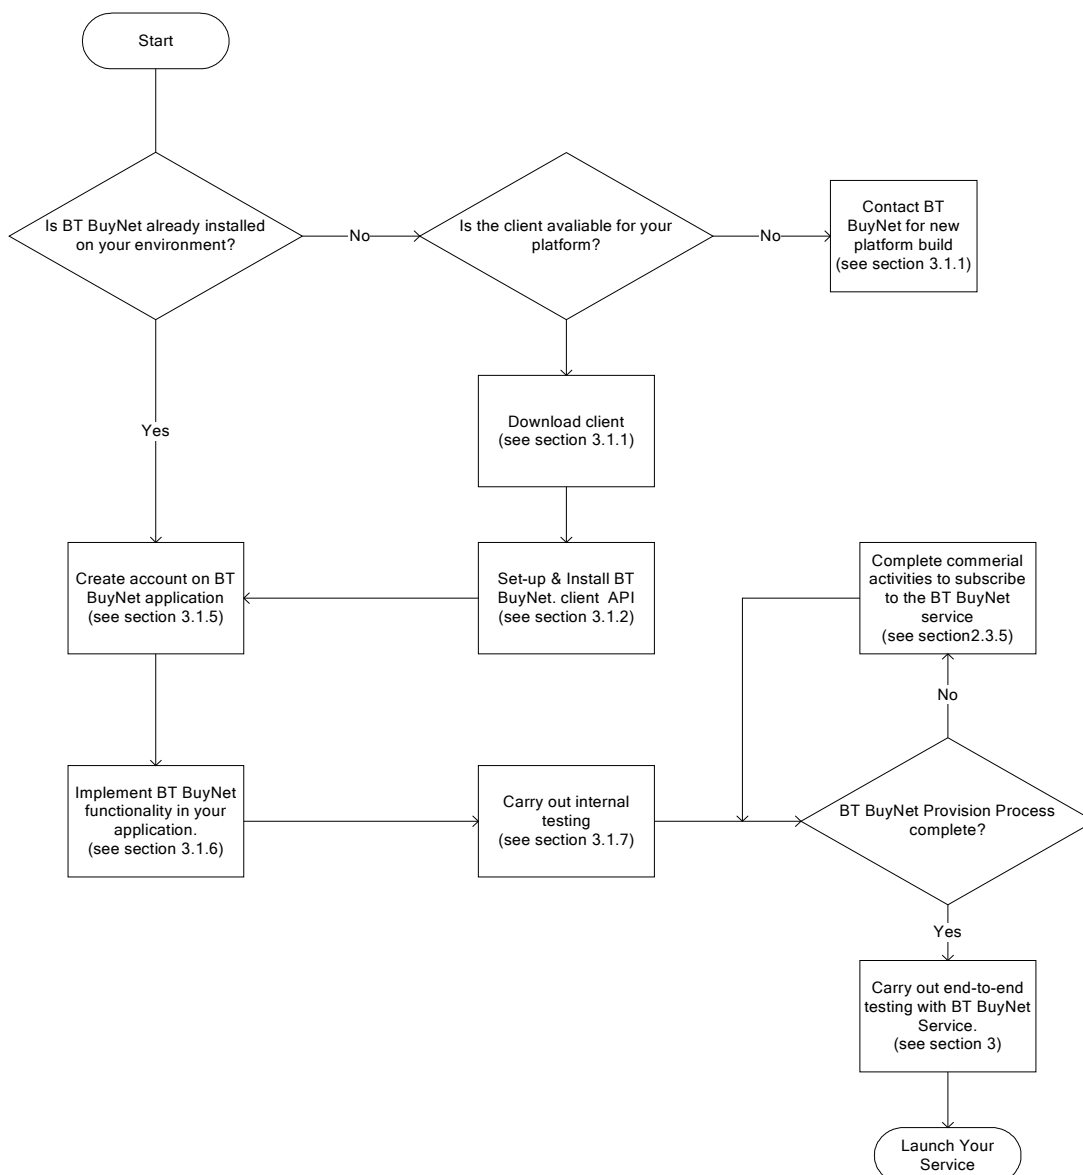 Start
Is BT BuyNet already installed
on your environment?
No
Is the client avaliable for your
platform?
No
Contact BT
BuyNet for new
platform build
(see section 3.1.1)
Yes
Download client
(see section 3.1.1)
Create account on BT
BuyNet application
(see section 3.1.5)
Set-up & Install BT
BuyNet. client API
(see section 3.1.2)
Complete commerial
activities to subscribe
to the BT BuyNet
service
(see section2.3.5)
No
Implement BT BuyNet
functionality in your
application.
(see section 3.1.6)
Carry out internal
testing
(see section 3.1.7)
BT BuyNet Provision Process
complete?
Yes
Carry out end-to-end
testing with BT BuyNet
Service.
(see section 3)
Launch Your
Service